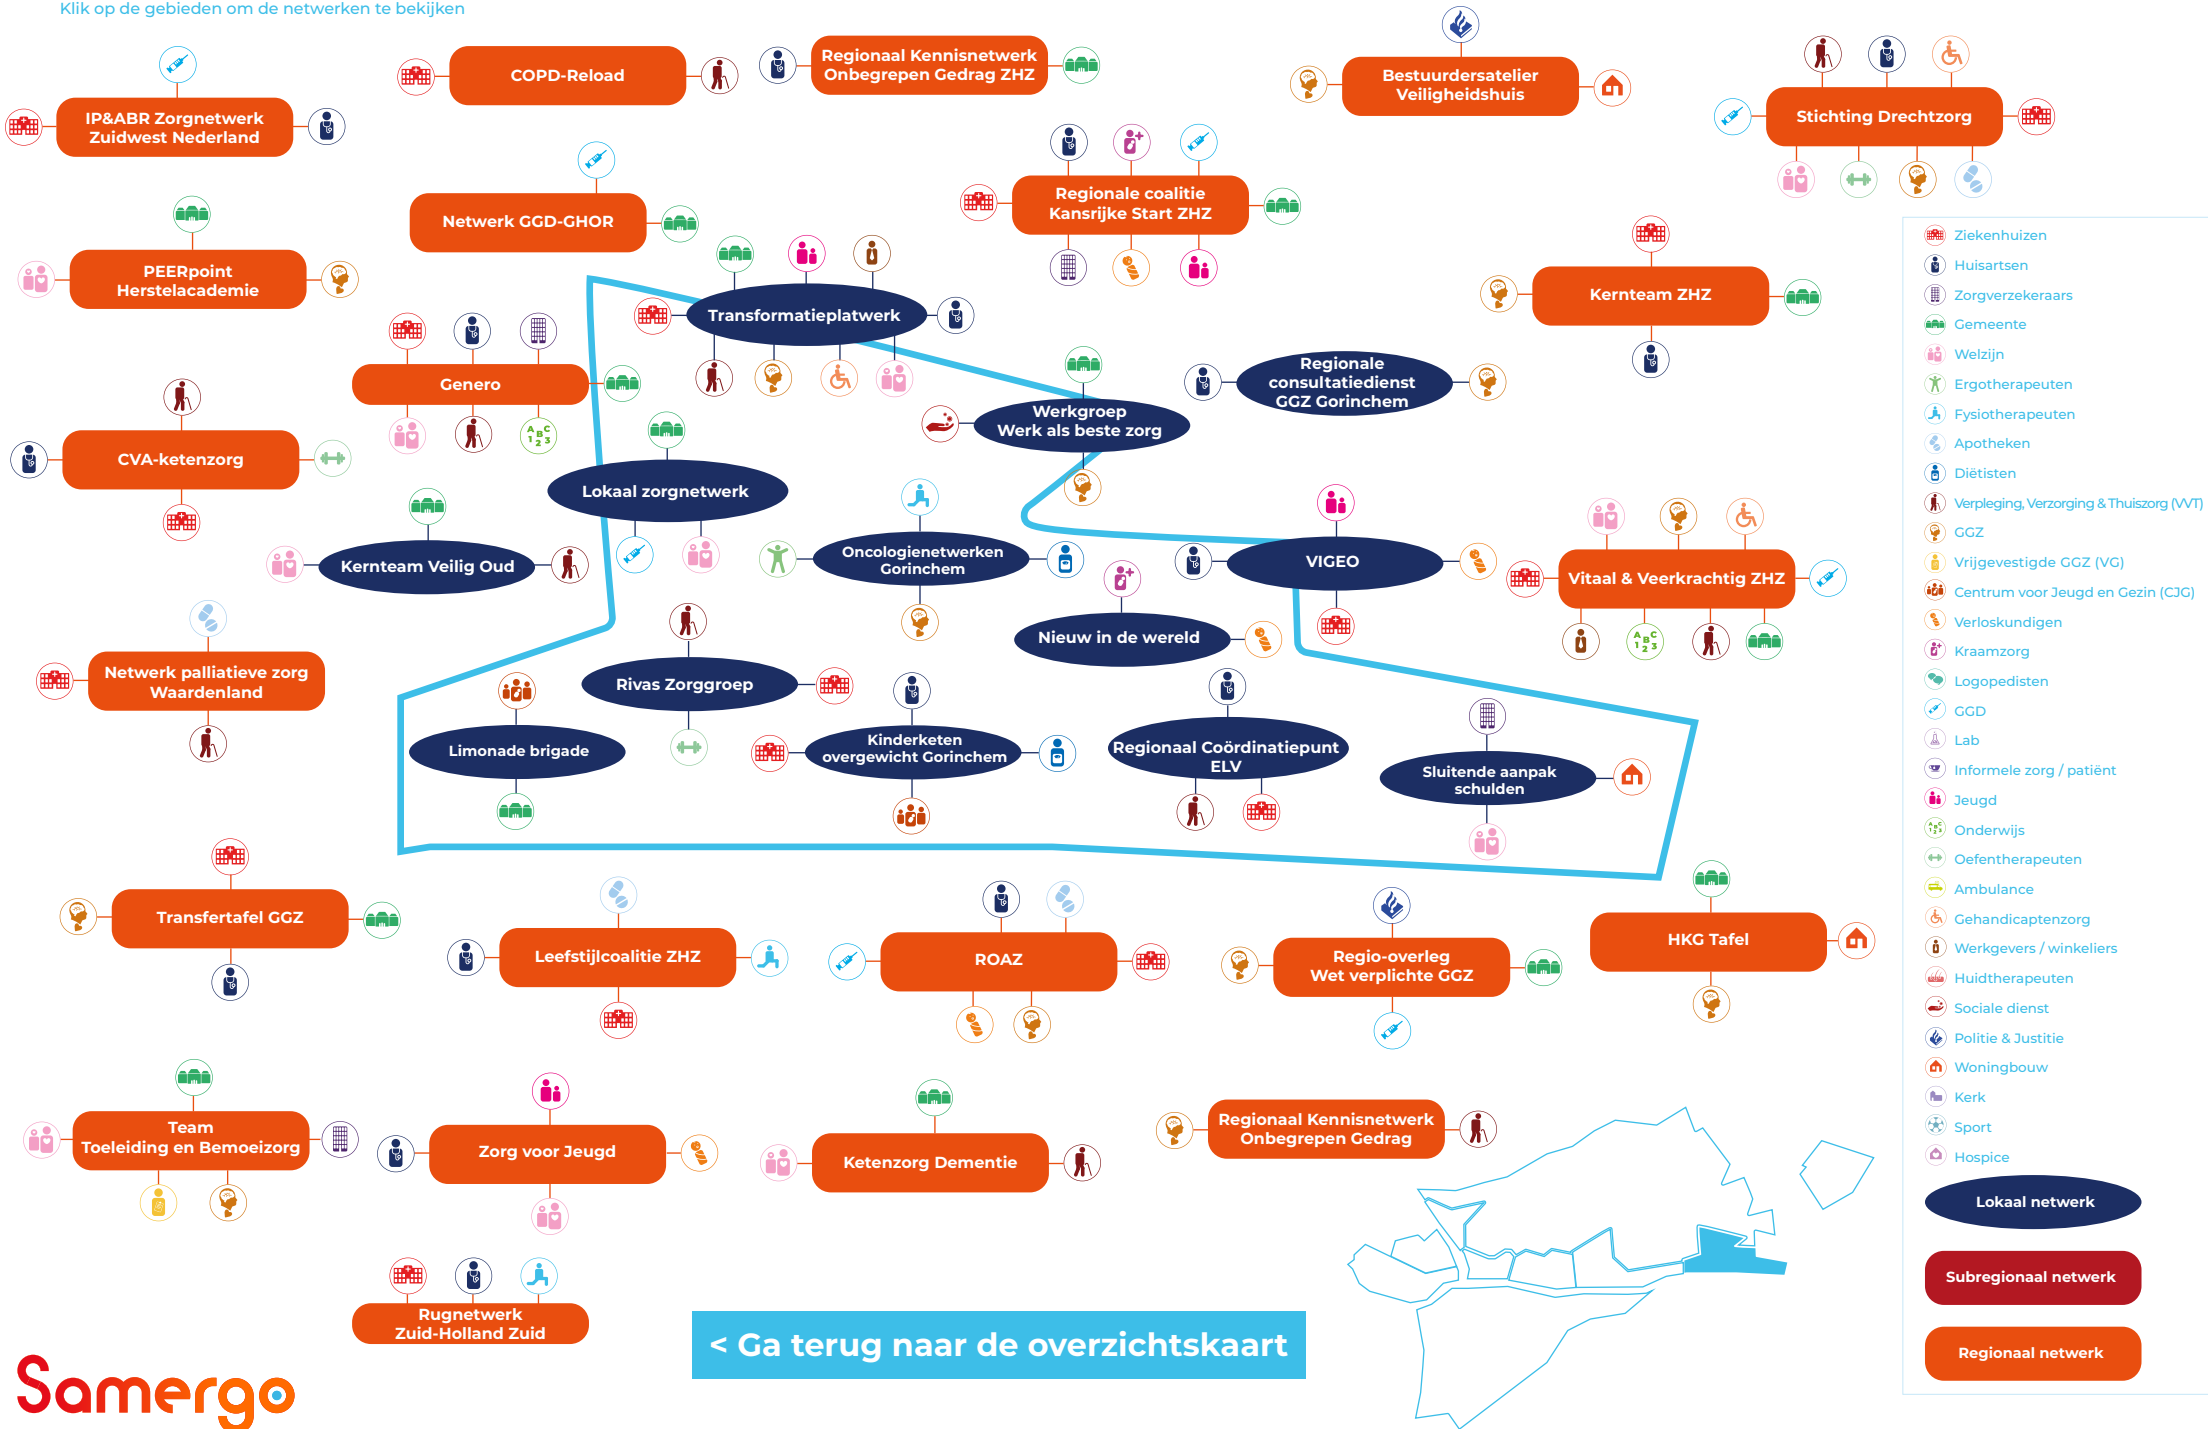 Klik op de gebieden om de netwerken te bekijken
IP&ABR Zorgnetwerk
Zuidwest Nederland
COPD-Reload
Regionaal Kennisnetwerk
Onbegrepen Gedrag ZHZ
Bestuurdersatelier
Veiligheidshuis
Stichting Drechtzorg
Netwerk GGD-GHOR
Regionale coalitie
Kansrijke Start ZHZ
PEERpoint
Herstelacademie
Transformatieplatwerk
Kernteam ZHZ
Genero
Regionale
consultatiedienst
GGZ Gorinchem
Werkgroep
Werk als beste zorg
CVA-ketenzorg
Lokaal zorgnetwerk
Kernteam Veilig Oud
Oncologienetwerken
Gorinchem
VIGEO
Vitaal & Veerkrachtig ZHZ
Nieuw in de wereld
Netwerk palliatieve zorg
Waardenland
Rivas Zorggroep
Limonade brigade
Kinderketen
overgewicht Gorinchem
Regionaal Coördinatiepunt
ELV
Sluitende aanpak
schulden
Transfertafel GGZ
Leefstijlcoalitie ZHZ
ROAZ
Regio-overleg
Wet verplichte GGZ
HKG Tafel
Team
Toeleiding en Bemoeizorg
Zorg voor Jeugd
Ketenzorg Dementie
Regionaal Kennisnetwerk
Onbegrepen Gedrag
Rugnetwerk
Zuid-Holland Zuid
< Ga terug naar de overzichtskaart
Samergo
Ziekenhuizen
Huisartsen
Zorgverzekeraars
Gemeente
Welzijn
Ergotherapeuten
Fysiotherapeuten
Apotheken
Diëtisten
Verpleging, Verzorging & Thuiszorg (VVT)
GGZ
Vrijgevestigde GGZ (VG)
Centrum voor Jeugd en Gezin (CJG)
Verloskundigen
Kraamzorg
Logopedisten
GGD
Lab
Informele zorg / patiënt
Jeugd
Onderwijs
Oefentherapeuten
Ambulance
Gehandicaptenzorg
Werkgevers / winkeliers
Huidtherapeuten
Sociale dienst
Politie & Justitie
Woningbouw
Kerk
Sport
Hospice
Lokaal netwerk
Subregionaal netwerk
Regionaal netwerk